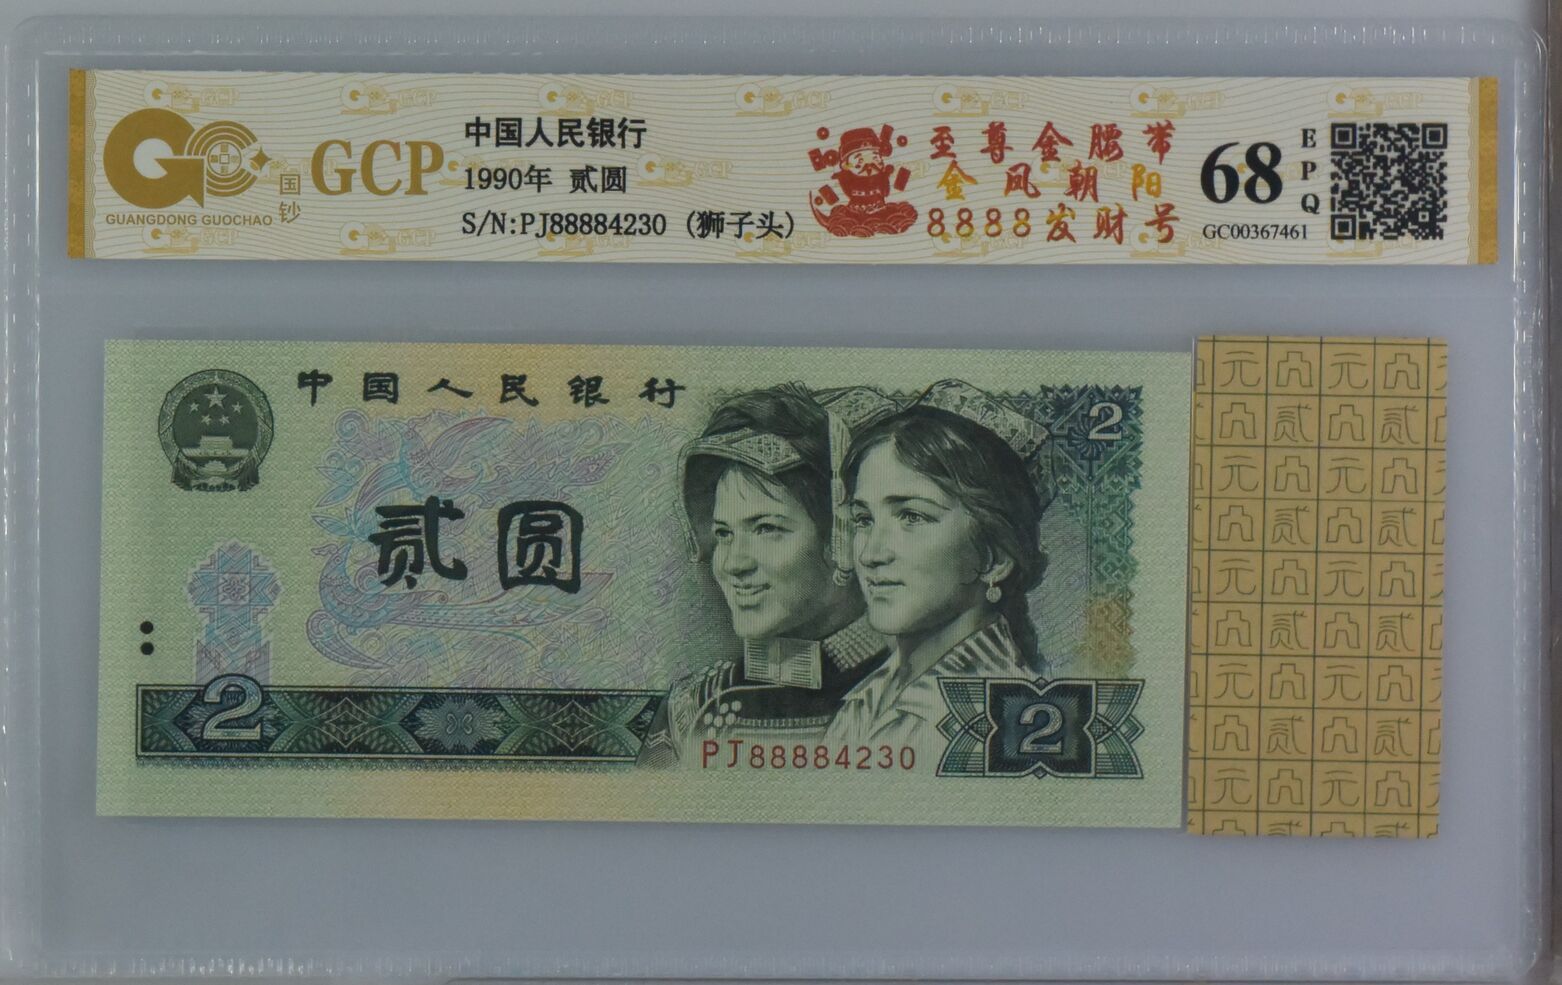 GUANGDONG GUOCHAO
国钞
GCP
中国人民银行
1990年 贰圆
S/N:PJ88884230 (狮子头)
至尊金腰带
金凤朝阳
8888发财号
68
EPQ
GC00367461
中国人民银行
2
贰圆
2
PJ88884230
2